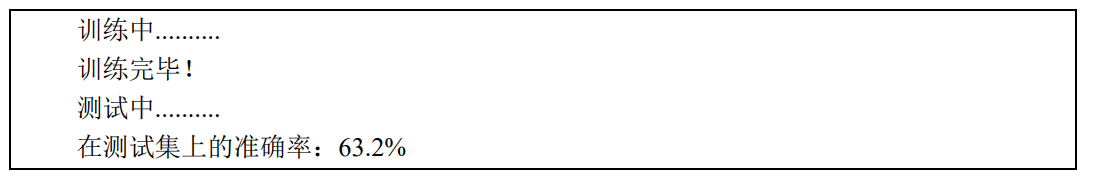 训练中..........
训练完毕！
测试中..........
在测试集上的准确率：63.2%